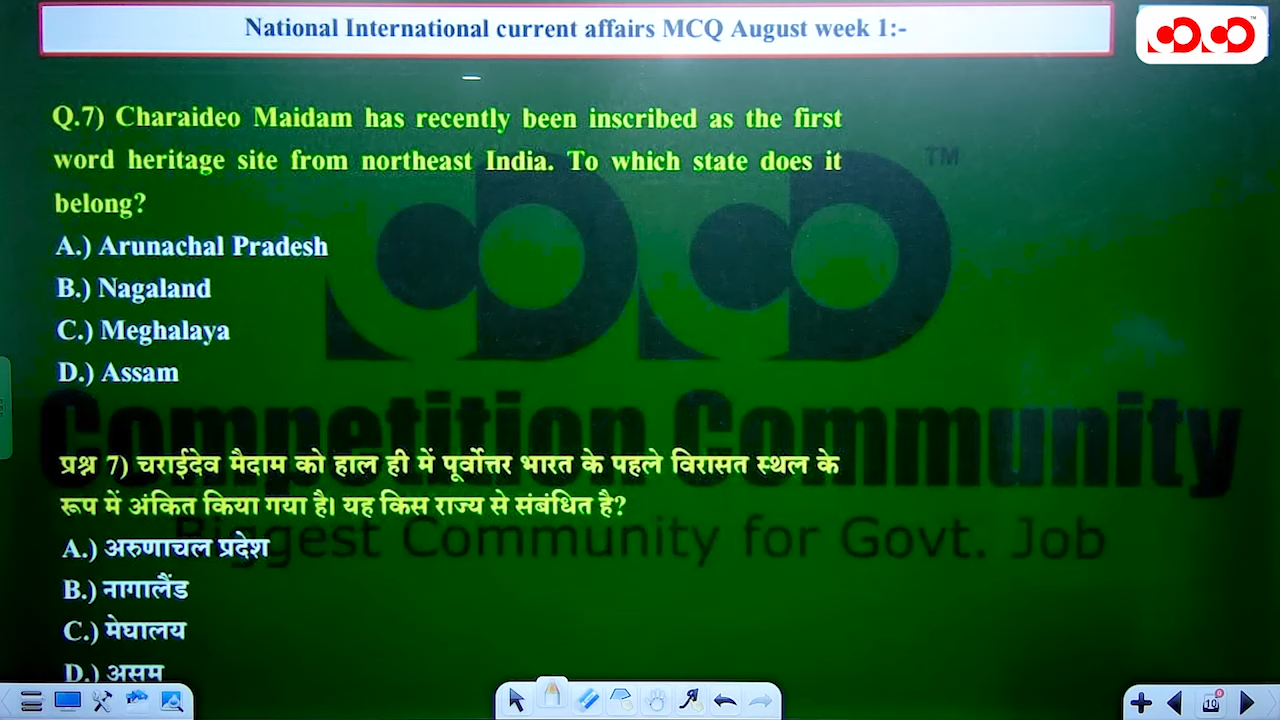 National International current affairs MCQ August week 1:-
TM
Q.7) Charaideo Maidam has recently been inscribed as the first
word heritage site from northeast India. To which state does it
belong?
TM
A.) Arunachal Pradesh
B.) Nagaland
C.) Meghalaya
D.) Assam
Competition Community
प्रश्न 7) चराईदेव मैदाम को हाल ही में पूर्वोत्तर भारत के पहले विरासत स्थल के
रूप में अंकित किया गया है। यह किस राज्य से संबंधित है?
Biggest Community for Govt. Job
A.) अरुणाचल प्रदेश
B.) नागालैंड
C.) मेघालय
D.) असम
10